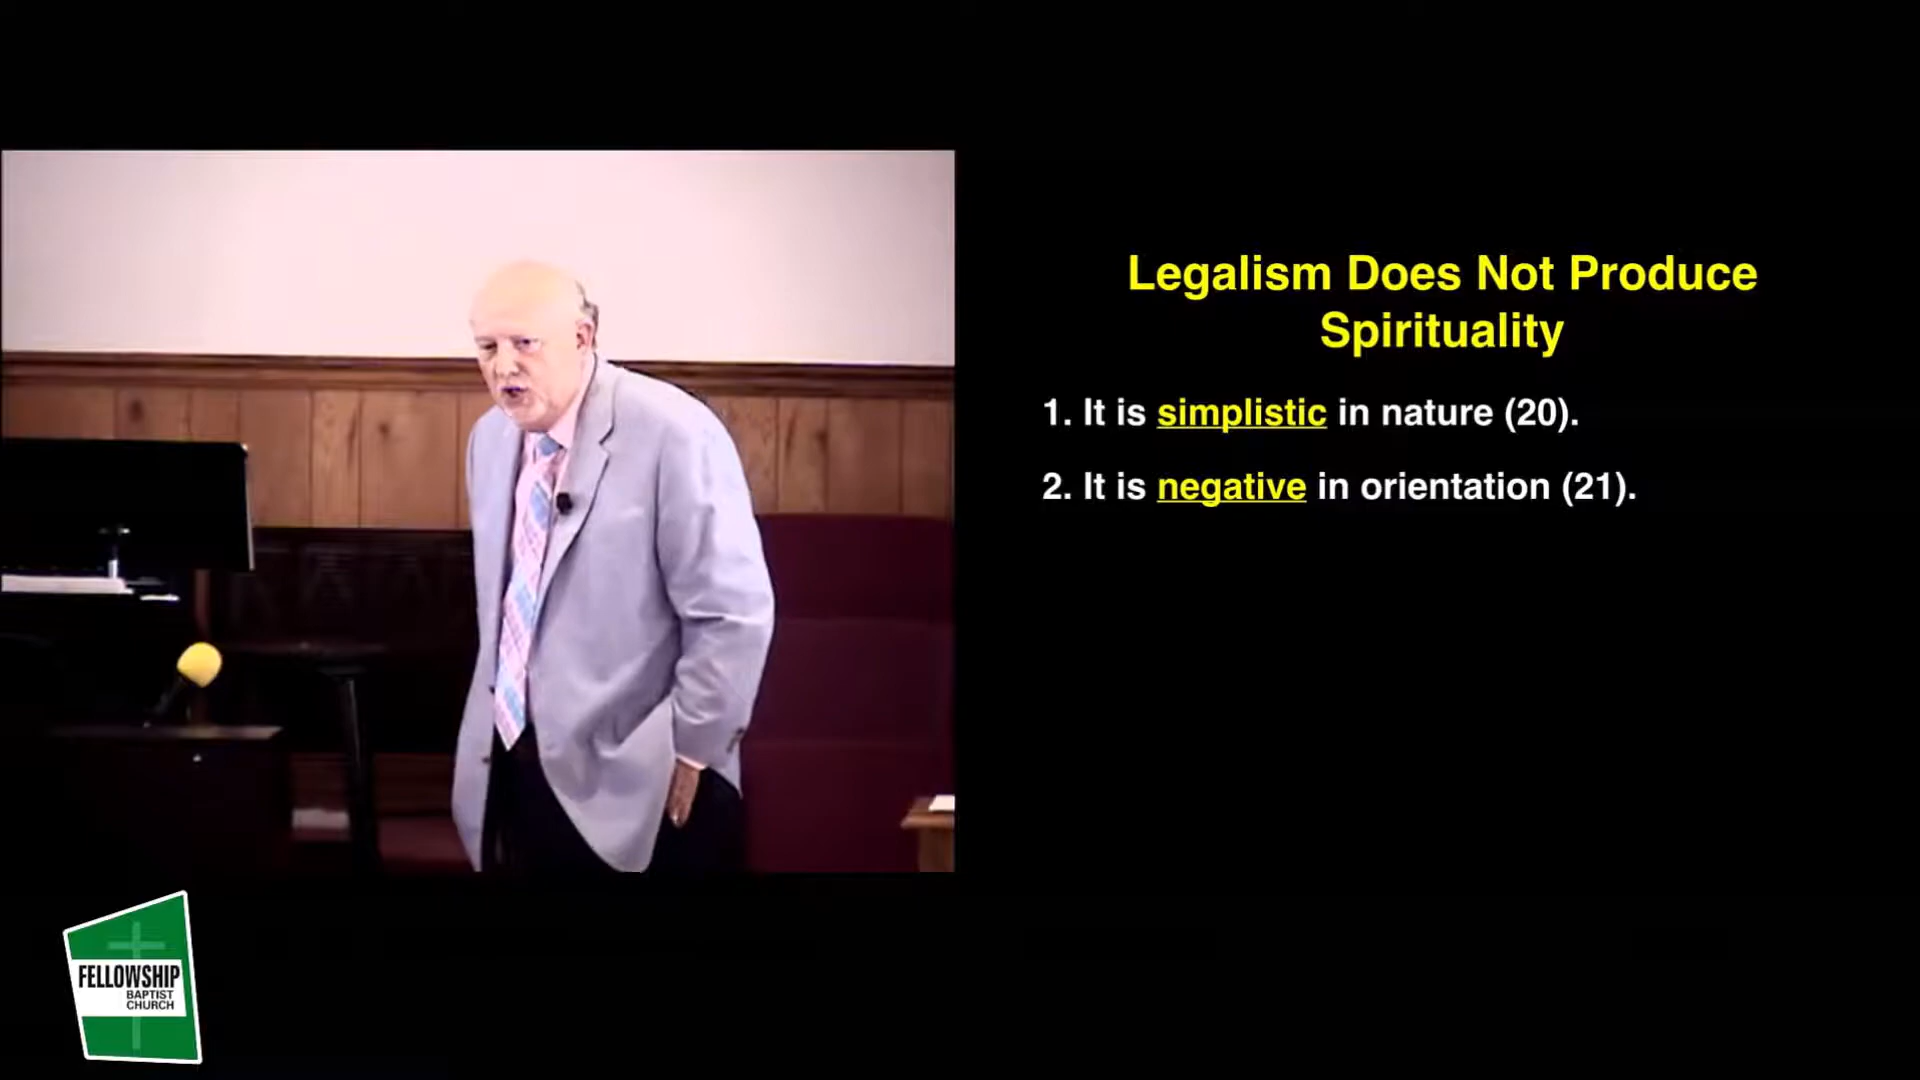 Legalism Does Not Produce
Spirituality
1. It is simplistic in nature (20).
2. It is negative in orientation (21).
FELLOWSHIP
BAPTIST
CHURCH